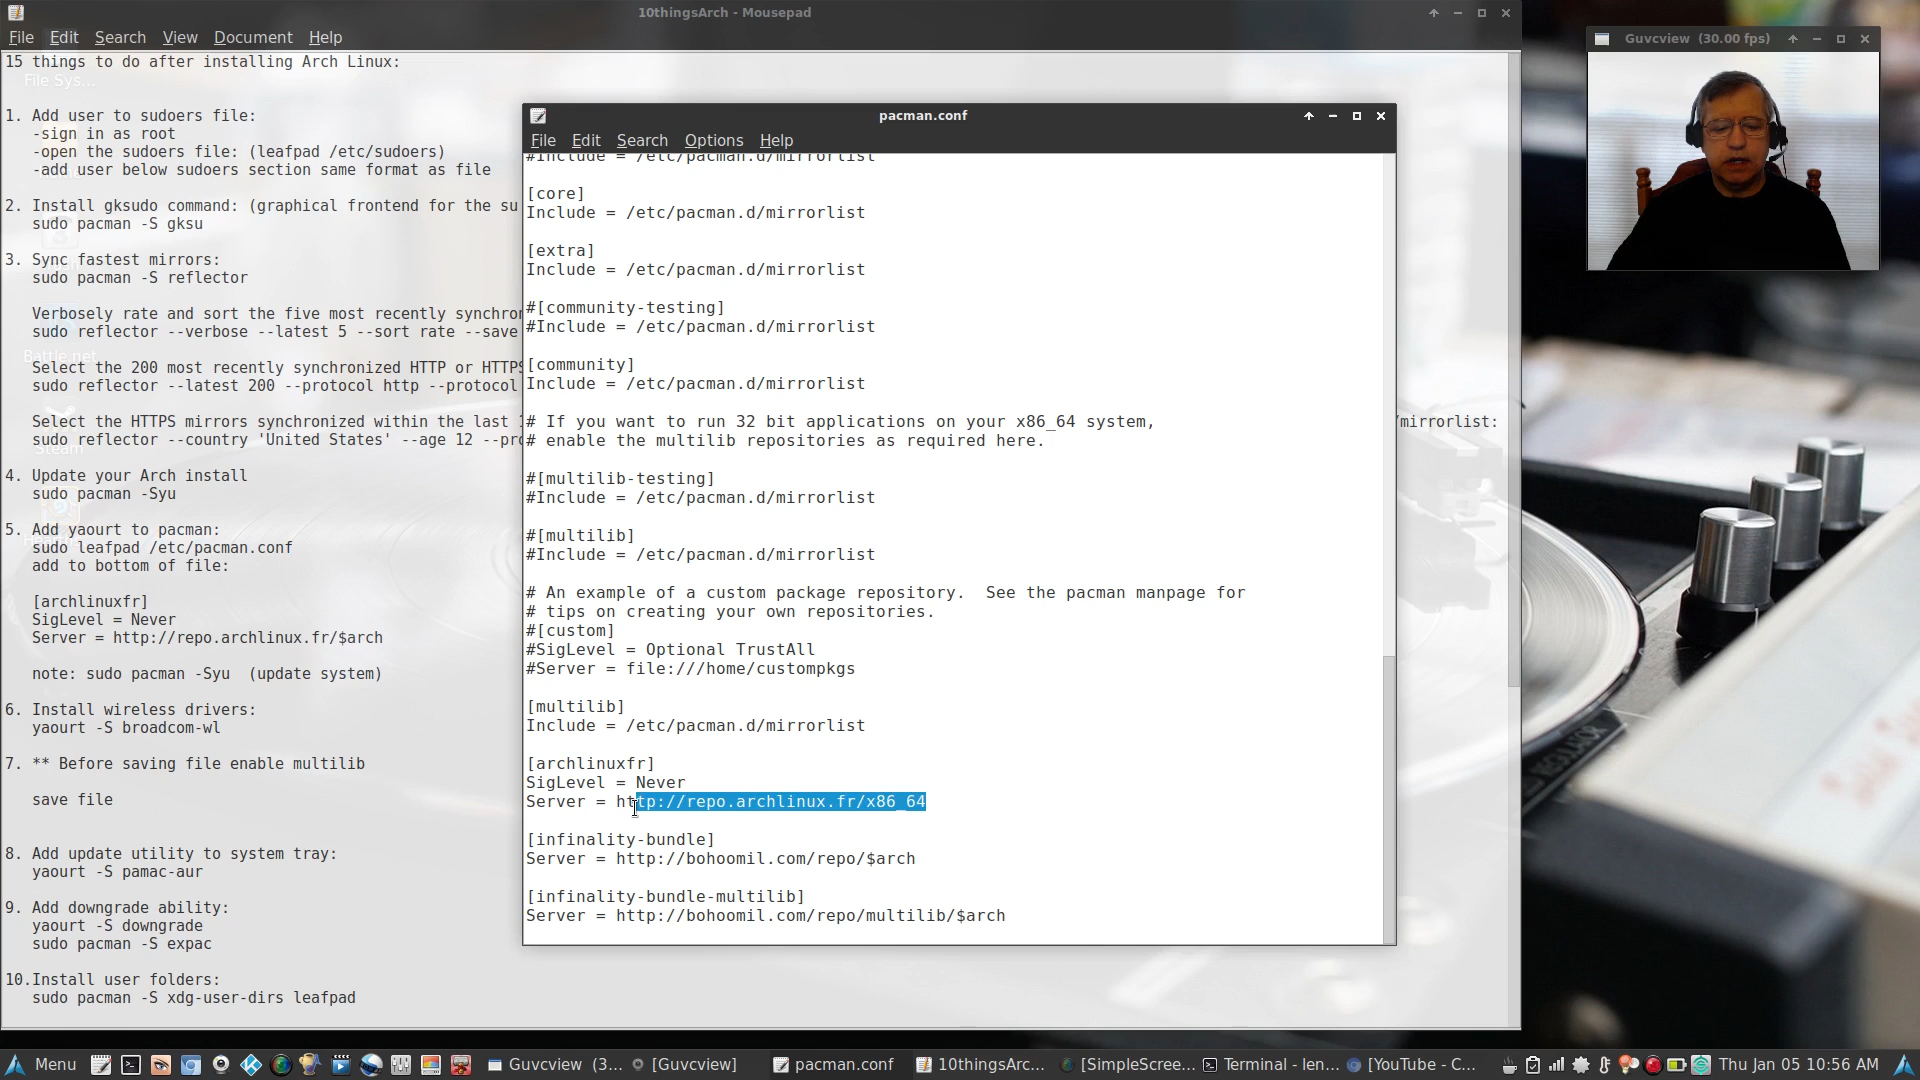 10thingsArch - Mousepad
File Edit Search View Document Help
15 things to do after installing Arch Linux:
File Sys...
1. Add user to sudoers file:
-sign in as root
-open the sudoers file: (leafpad /etc/sudoers)
-add user below sudoers section same format as file
2. Install gksudo command: (graphical frontend for the su
sudo pacman -S gksu
3. Sync fastest mirrors:
sudo pacman -S reflector
Verbosely rate and sort the five most recently synchron
sudo reflector --verbose --latest 5 --sort rate --save
Battle.net
Select the 200 most recently synchronized HTTP or HTTPS
sudo reflector --latest 200 --protocol http --protocol
Select the HTTPS mirrors synchronized within the last 1
/mirrorlist:
sudo reflector --country 'United States' --age 12 --pro
Steam
4. Update your Arch install
sudo pacman -Syu
5. Add yaourt to pacman:
sudo leafpad /etc/pacman.conf
add to bottom of file:
[archlinuxfr]
SigLevel = Never
Server = http://repo.archlinux.fr/$arch
note: sudo pacman -Syu  (update system)
6. Install wireless drivers:
yaourt -S broadcom-wl
7. ** Before saving file enable multilib
save file
8. Add update utility to system tray:
yaourt -S pamac-aur
9. Add downgrade ability:
yaourt -S downgrade
sudo pacman -S expac
10.Install user folders:
sudo pacman -S xdg-user-dirs leafpad
pacman.conf
File Edit Search Options Help
#Include = /etc/pacman.d/mirrorlist
[core]
Include = /etc/pacman.d/mirrorlist
[extra]
Include = /etc/pacman.d/mirrorlist
#[community-testing]
#Include = /etc/pacman.d/mirrorlist
[community]
Include = /etc/pacman.d/mirrorlist
# If you want to run 32 bit applications on your x86_64 system,
# enable the multilib repositories as required here.
#[multilib-testing]
#Include = /etc/pacman.d/mirrorlist
#[multilib]
#Include = /etc/pacman.d/mirrorlist
# An example of a custom package repository.  See the pacman manpage for
# tips on creating your own repositories.
#[custom]
#SigLevel = Optional TrustAll
#Server = file:///home/custompkgs
[multilib]
Include = /etc/pacman.d/mirrorlist
[archlinuxfr]
SigLevel = Never
Server = http://repo.archlinux.fr/x86_64
[infinality-bundle]
Server = http://bohoomil.com/repo/$arch
[infinality-bundle-multilib]
Server = http://bohoomil.com/repo/multilib/$arch
Guvcview (30.00 fps)
Menu
Guvcview (3...
[Guvcview]
pacman.conf
10thingsArc...
[SimpleScree...
Terminal - len...
[YouTube - C...
Thu Jan 05 10:56 AM